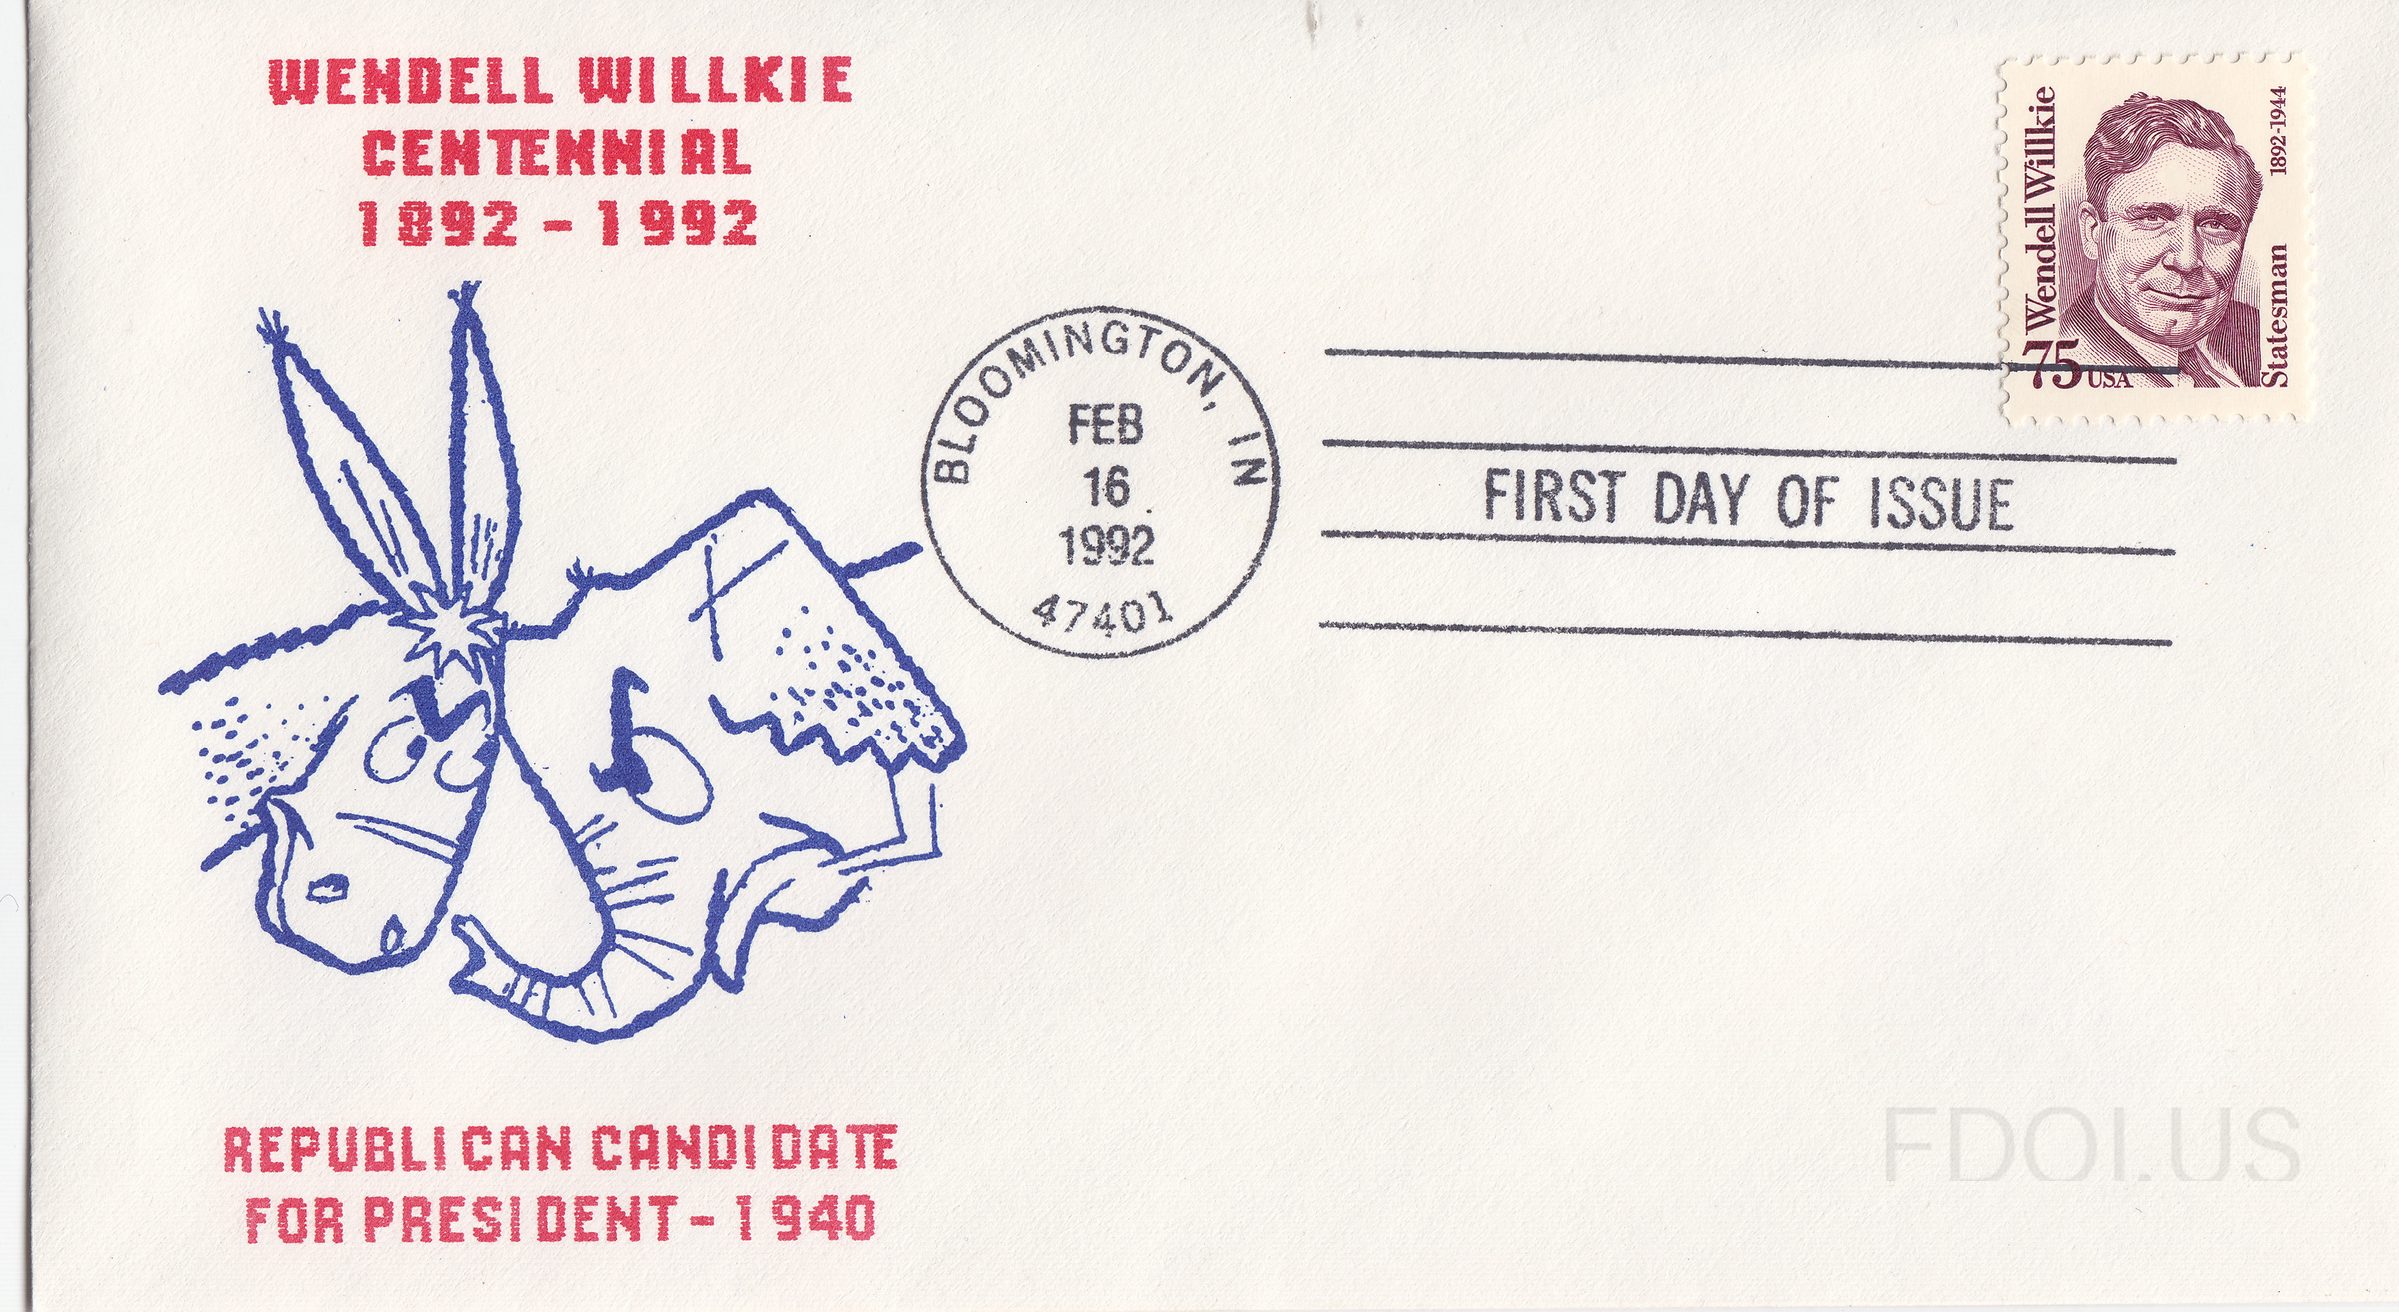 WENDELL WILLKIE
CENTENNIAL
1892 - 1992
Wendell Willkie
1892-1944
Statesman
75 USA
BLOOMINGTON, IN
FEB
16
1992
47401
FIRST DAY OF ISSUE
REPUBLICAN CANDIDATE
FOR PRESIDENT - 1940
FDOI.US